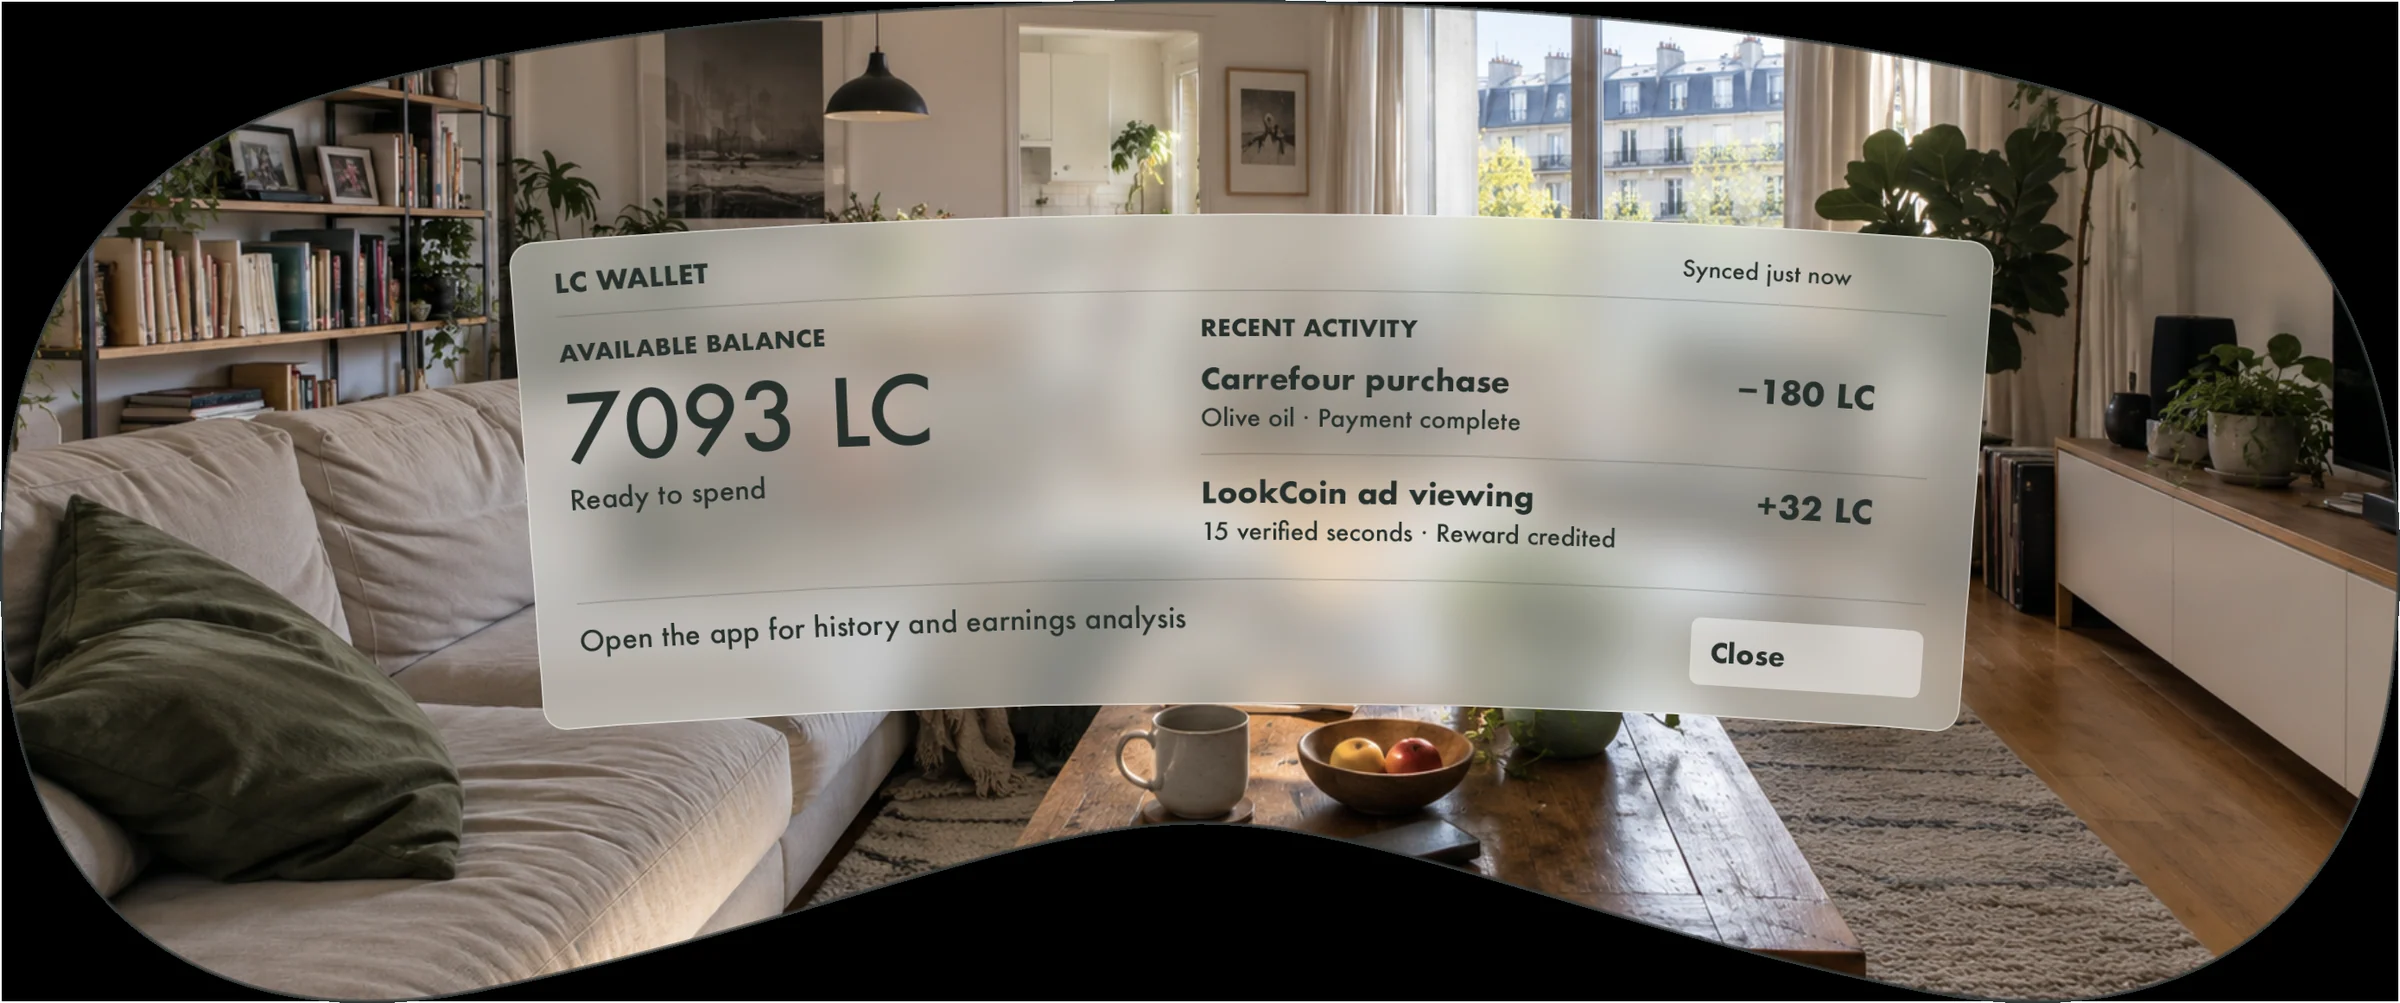 LC WALLET
Synced just now
AVAILABLE BALANCE
7093 LC
Ready to spend
RECENT ACTIVITY
Carrefour purchase
−180 LC
Olive oil · Payment complete
LookCoin ad viewing
+32 LC
15 verified seconds · Reward credited
Open the app for history and earnings analysis
Close